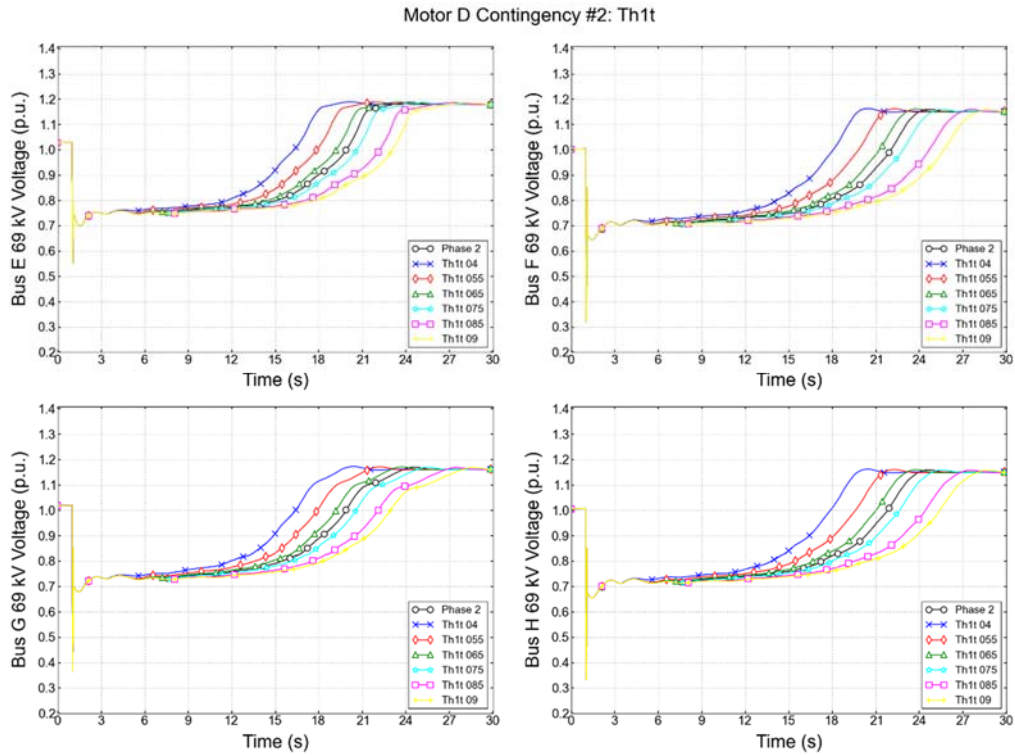 Motor D Contingency #2: Th1t
Bus E 69 kV Voltage (p.u.)
1.4
1.3
1.2
1.1
1.0
0.9
0.8
0.7
0.6
0.5
0.4
0.3
0.2
Phase 2
Th1t 04
Th1t 055
Th1t 065
Th1t 075
Th1t 085
Th1t 09
0 3 6 9 12 15 18 21 24 27 30
Time (s)
Bus F 69 kV Voltage (p.u.)
1.4
1.3
1.2
1.1
1.0
0.9
0.8
0.7
0.6
0.5
0.4
0.3
0.2
Phase 2
Th1t 04
Th1t 055
Th1t 065
Th1t 075
Th1t 085
Th1t 09
0 3 6 9 12 15 18 21 24 27 30
Time (s)
Bus G 69 kV Voltage (p.u.)
1.4
1.3
1.2
1.1
1.0
0.9
0.8
0.7
0.6
0.5
0.4
0.3
0.2
Phase 2
Th1t 04
Th1t 055
Th1t 065
Th1t 075
Th1t 085
Th1t 09
0 3 6 9 12 15 18 21 24 27 30
Time (s)
Bus H 69 kV Voltage (p.u.)
1.4
1.3
1.2
1.1
1.0
0.9
0.8
0.7
0.6
0.5
0.4
0.3
0.2
Phase 2
Th1t 04
Th1t 055
Th1t 065
Th1t 075
Th1t 085
Th1t 09
0 3 6 9 12 15 18 21 24 27 30
Time (s)